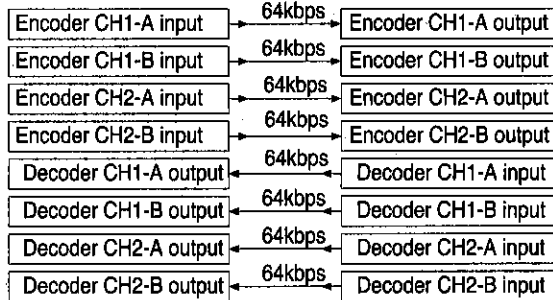 Encoder CH1-A input 64kbps Encoder CH1-A output
Encoder CH1-B input 64kbps Encoder CH1-B output
Encoder CH2-A input 64kbps Encoder CH2-A output
Encoder CH2-B input 64kbps Encoder CH2-B output
Decoder CH1-A output 64kbps Decoder CH1-A input
Decoder CH1-B output 64kbps Decoder CH1-B input
Decoder CH2-A output 64kbps Decoder CH2-A input
Decoder CH2-B output 64kbps Decoder CH2-B input